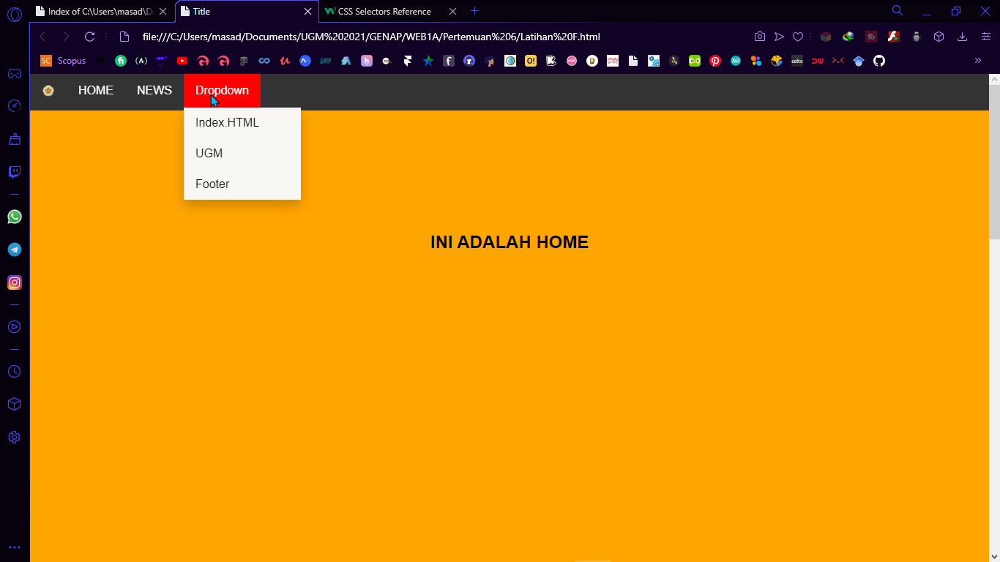 Index of C:\Users\masad\D
Title
CSS Selectors Reference
file:///C:/Users/masad/Documents/UGM%202021/GENAP/WEB1A/Pertemuan%206/Latihan%20F.html
SC Scopus
HOME NEWS Dropdown
Index.HTML
UGM
Footer
INI ADALAH HOME